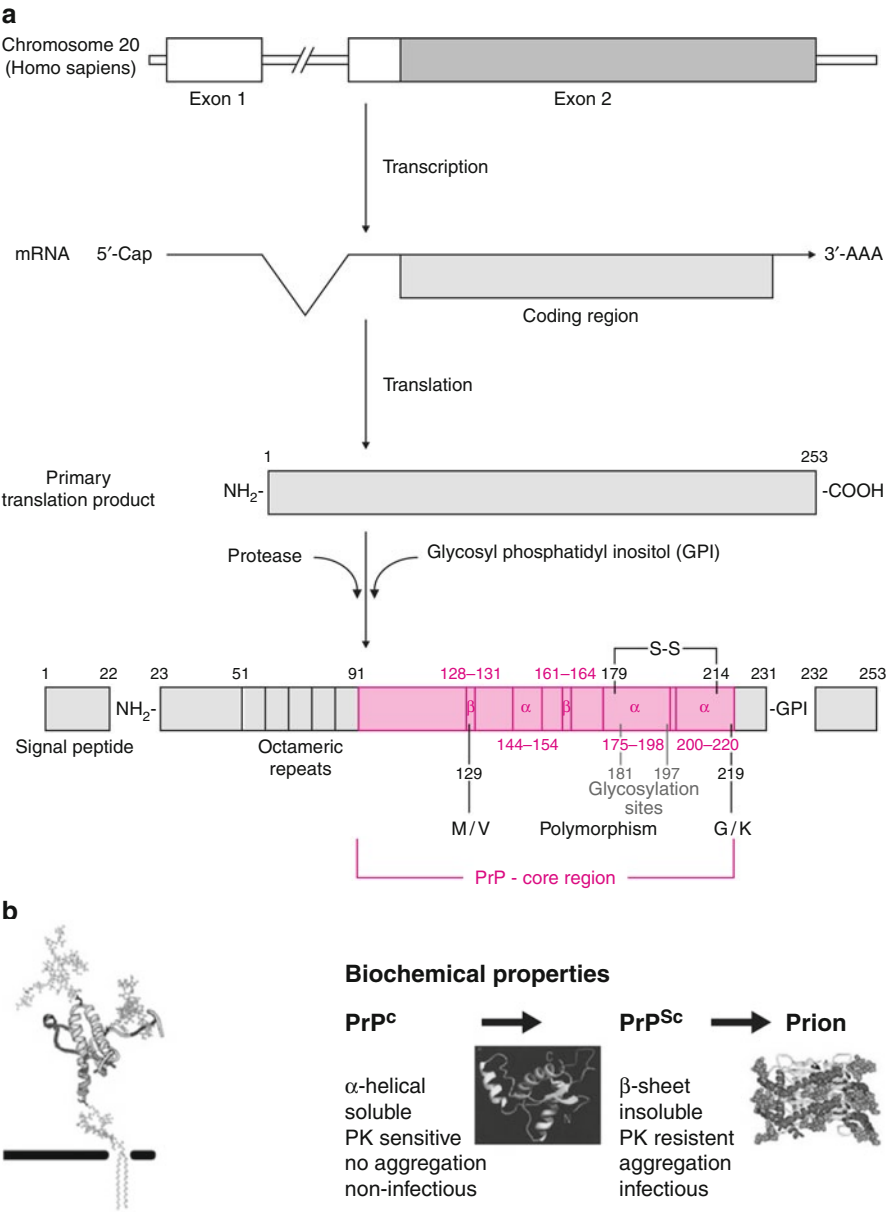 a
Chromosome 20
(Homo sapiens)
Exon 1
Exon 2
Transcription
mRNA
5′-Cap
3′-AAA
Coding region
Translation
1
253
Primary
translation product
NH2-
-COOH
Protease
Glycosyl phosphatidyl inositol (GPI)
S-S
1
22
23
51
91
128–131
161–164
179
214
231
232
253
NH2-
β
α
β
α
α
-GPI
Signal peptide
Octameric
repeats
144–154
175–198
200–220
129
181
197
219
Glycosylation
sites
M / V
Polymorphism
G / K
PrP - core region
b
Biochemical properties
PrPc
PrPSc
Prion
C
N
α-helical
soluble
PK sensitive
no aggregation
non-infectious
β-sheet
insoluble
PK resistent
aggregation
infectious